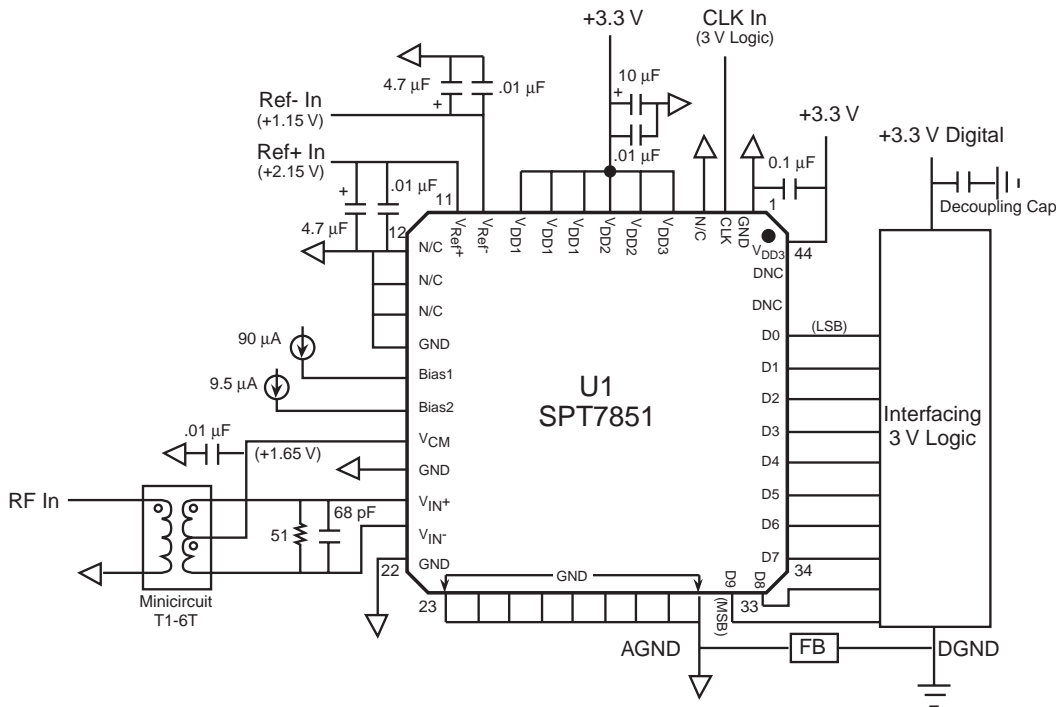 +3.3 V
CLK In
(3 V Logic)
4.7 µF
.01 µF
+
10 µF
+
.01 µF
Ref- In
(+1.15 V)
Ref+ In
(+2.15 V)
+3.3 V
+3.3 V Digital
0.1 µF
Decoupling Cap
+
.01 µF
4.7 µF
11
12
1
44
VRef+
VRef-
VDD1
VDD1
VDD1
VDD2
VDD2
VDD3
N/C
CLK
GND
VDD3
DNC
DNC
N/C
N/C
N/C
GND
Bias1
Bias2
VCM
GND
VIN+
VIN-
GND
90 µA
9.5 µA
.01 µF
(+1.65 V)
RF In
51
68 pF
Minicircuit
T1-6T
U1
SPT7851
D0
(LSB)
D1
D2
D3
D4
D5
D6
D7
D8
D9
(MSB)
Interfacing
3 V Logic
22
23
GND
33
34
AGND
FB
DGND